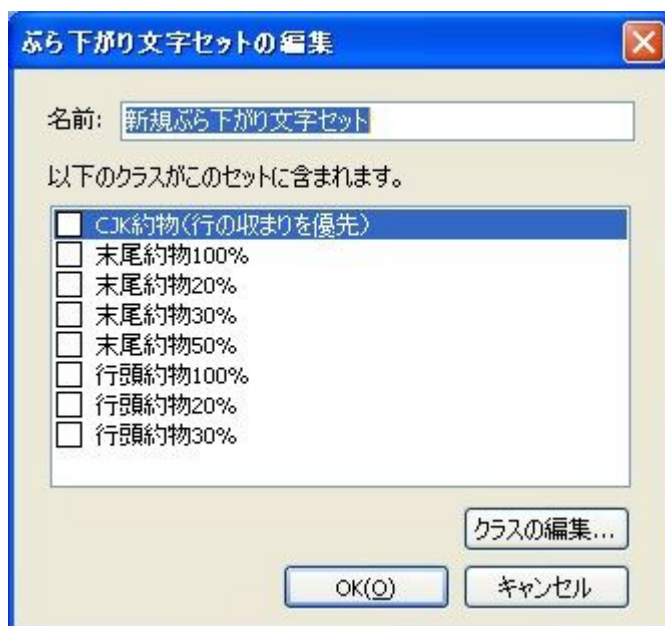 ぶら下がり文字セットの編集
名前: 新規ぶら下がり文字セット
以下のクラスがこのセットに含まれます。
CJK約物(行の収まりを優先)
末尾約物100%
末尾約物20%
末尾約物30%
末尾約物50%
行頭約物100%
行頭約物20%
行頭約物30%
クラスの編集...
OK(O) キャンセル